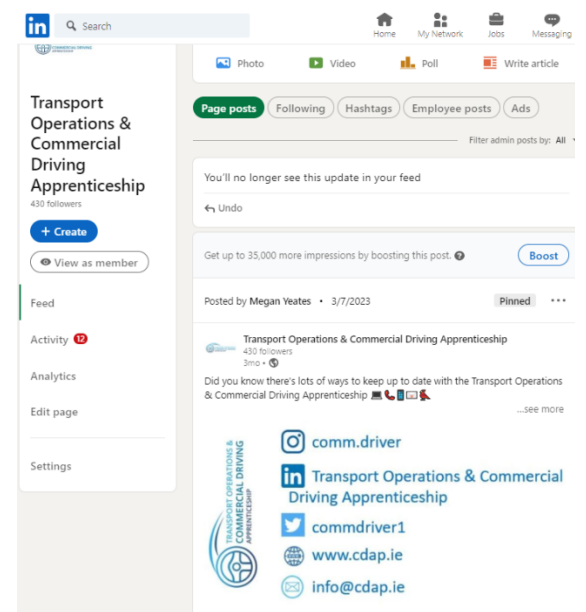 in Search
Home My Network Jobs Messaging
Photo Video Poll Write article
Transport
Operations &
Commercial
Driving
Apprenticeship
430 followers
+ Create
View as member
Feed
Activity 12
Analytics
Edit page
Settings
Page posts Following Hashtags Employee posts Ads
Filter admin posts by: All
You'll no longer see this update in your feed
Undo
Get up to 35,000 more impressions by boosting this post. ? Boost
Posted by Megan Yeates • 3/7/2023 Pinned ...
Transport Operations & Commercial Driving Apprenticeship
430 followers
3mo •
Did you know there's lots of ways to keep up to date with the Transport Operations
& Commercial Driving Apprenticeship
...see more
TRANSPORT OPERATIONS &
COMMERCIAL DRIVING
APPRENTICESHIP
comm.driver
in Transport Operations & Commercial
Driving Apprenticeship
commdriver1
www.cdap.ie
info@cdap.ie